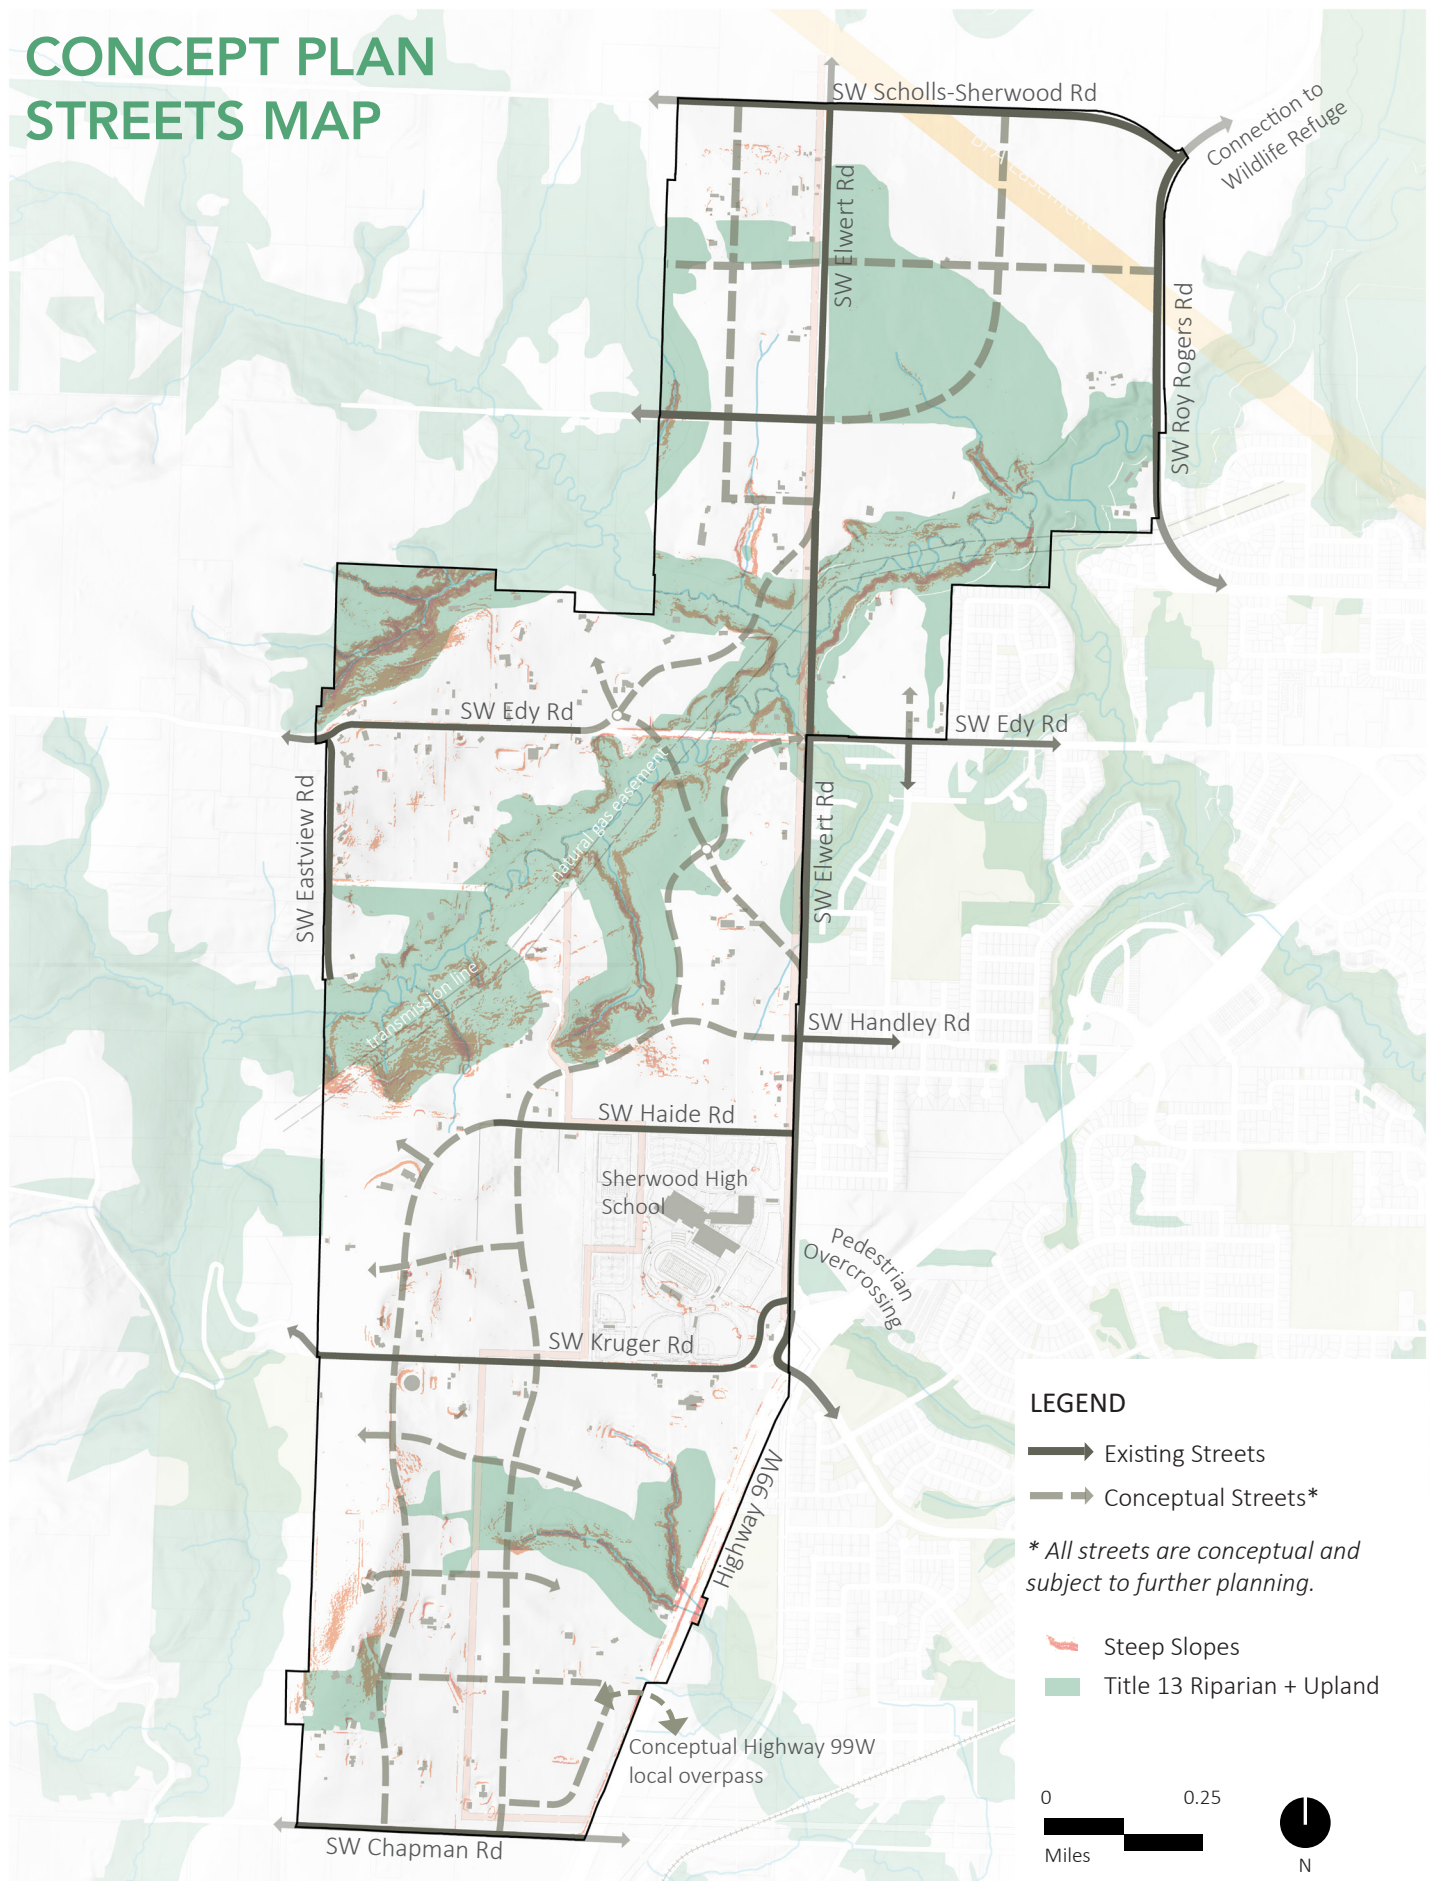 CONCEPT PLAN
STREETS MAP
SW Scholls-Sherwood Rd
Connection to
Wildlife Refuge
BPA Easement
SW Elwert Rd
SW Roy Rogers Rd
SW Edy Rd
SW Edy Rd
natural gas easement
SW Eastview Rd
SW Elwert Rd
transmission line
SW Handley Rd
SW Haide Rd
Sherwood High
School
Pedestrian
Overcrossing
SW Kruger Rd
Highway 99W
Conceptual Highway 99W
local overpass
SW Chapman Rd
LEGEND
Existing Streets
Conceptual Streets*
* All streets are conceptual and
subject to further planning.
Steep Slopes
Title 13 Riparian + Upland
0 0.25
Miles
N